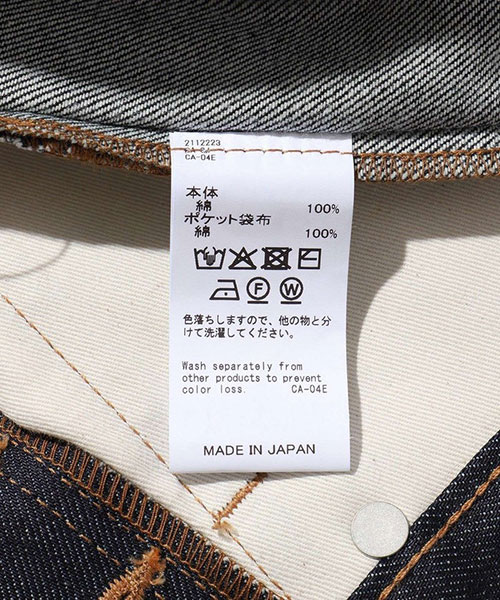 2112223
CA-04
CA-04E
本体
綿 100%
ポケット袋布
綿 100%
F W
色落ちしますので、他の物と分
けて洗濯してください。
Wash separately from
other products to prevent
color loss. CA-04E
MADE IN JAPAN